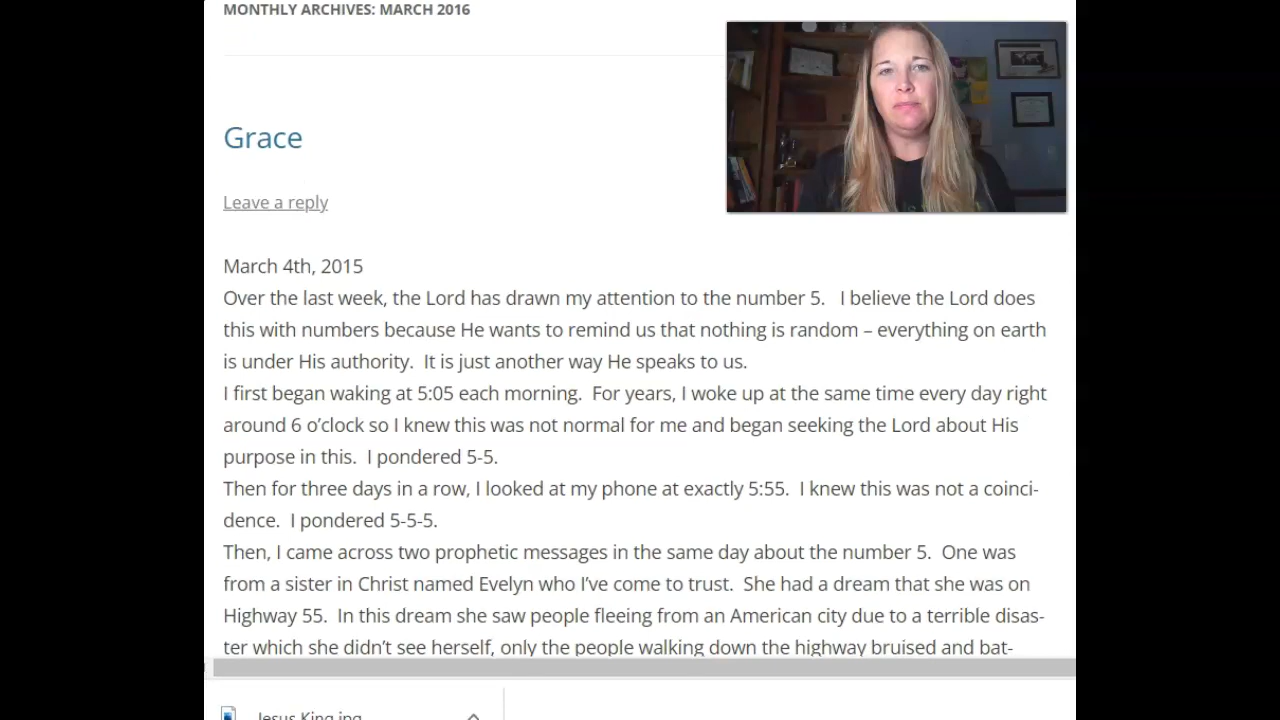 MONTHLY ARCHIVES: MARCH 2016
Grace
Leave a reply
March 4th, 2015
Over the last week, the Lord has drawn my attention to the number 5.   I believe the Lord does
this with numbers because He wants to remind us that nothing is random – everything on earth
is under His authority.  It is just another way He speaks to us.
I first began waking at 5:05 each morning.  For years, I woke up at the same time every day right
around 6 o’clock so I knew this was not normal for me and began seeking the Lord about His
purpose in this.  I pondered 5-5.
Then for three days in a row, I looked at my phone at exactly 5:55.  I knew this was not a coinci-
dence.  I pondered 5-5-5.
Then, I came across two prophetic messages in the same day about the number 5.  One was
from a sister in Christ named Evelyn who I’ve come to trust.  She had a dream that she was on
Highway 55.  In this dream she saw people fleeing from an American city due to a terrible disas-
ter which she didn’t see herself, only the people walking down the highway bruised and bat-
Jesus King.jpg